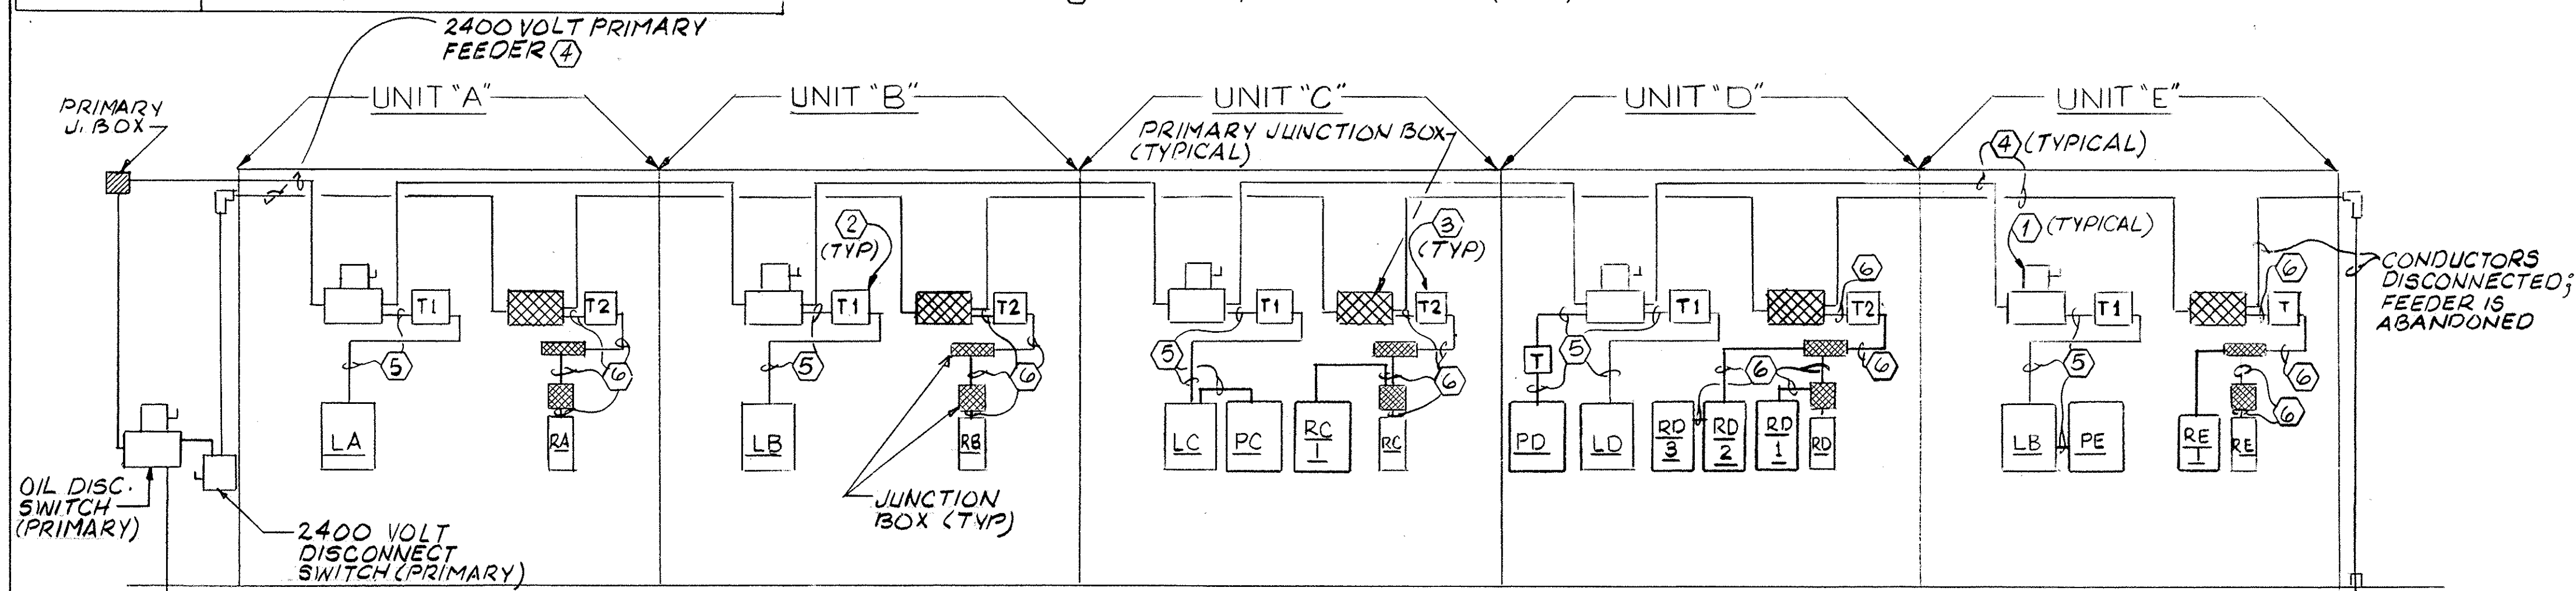 2400 VOLT PRIMARY
FEEDER 4
PRIMARY
J. BOX
UNIT "A"
UNIT "B"
UNIT "C"
UNIT "D"
UNIT "E"
PRIMARY JUNCTION BOX
(TYPICAL)
4 (TYPICAL)
2
(TYP)
3
(TYP)
1 (TYPICAL)
6
6
CONDUCTORS
DISCONNECTED;
FEEDER IS
ABANDONED
T1
T2
T1
T2
T1
T2
T1
T2
T1
T
5
6
5
6
5
6
T
5
6
6
5
6
6
LA
RA
LB
RB
LC
PC
RC
1
RC
PD
LD
RD
3
RD
2
RD
1
RD
LB
PE
RE
1
RE
OIL DISC.
SWITCH
(PRIMARY)
2400 VOLT
DISCONNECT
SWITCH (PRIMARY)
JUNCTION
BOX (TYP)